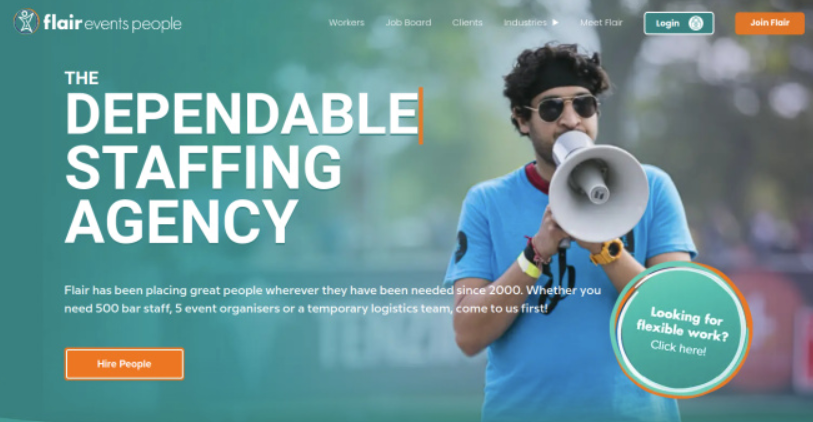 flair events people
Workers Job Board Clients Industries Meet Flair Login Join Flair
THE
DEPENDABLE
STAFFING
AGENCY
Flair has been placing great people wherever they have been needed since 2000. Whether you
need 500 bar staff, 5 event organisers or a temporary logistics team, come to us first!
Hire People
Looking for
flexible work?
Click here!